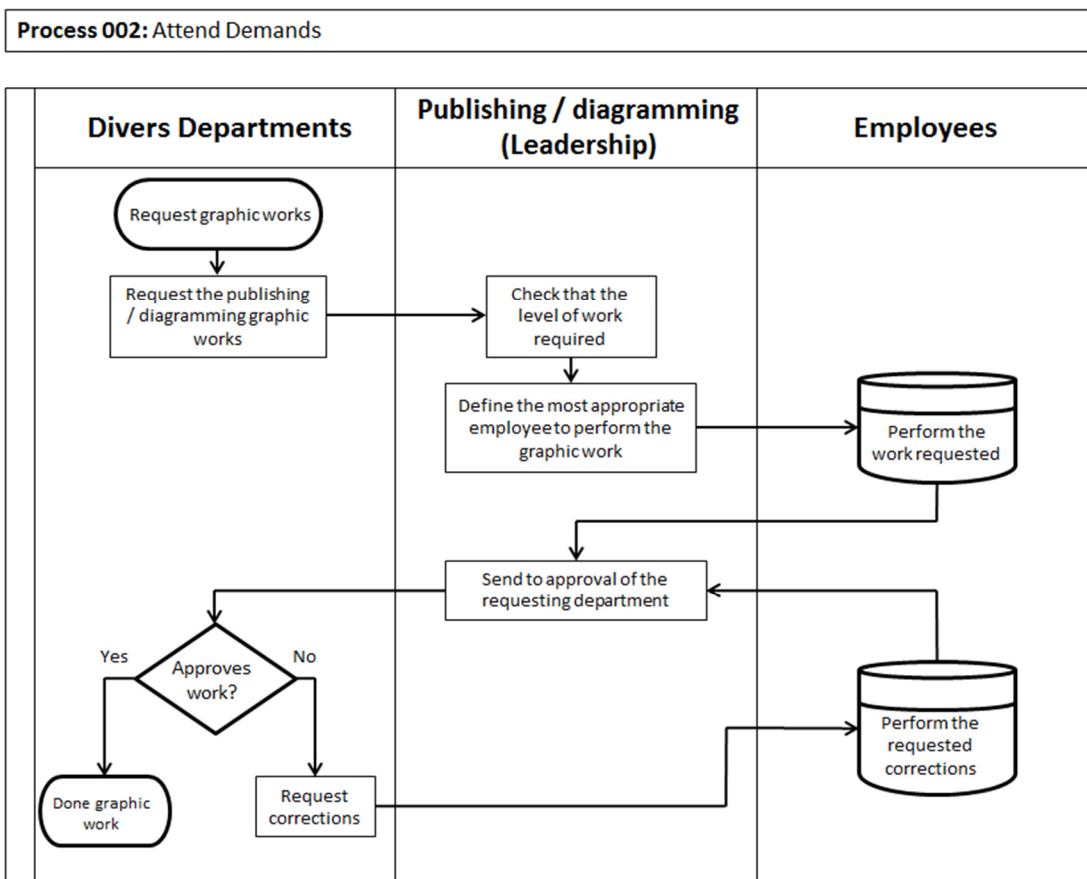 Process 002: Attend Demands
Divers Departments
Publishing / diagramming
(Leadership)
Employees
Request graphic works
Request the publishing
/ diagramming graphic
works
Check that the
level of work
required
Define the most appropriate
employee to perform the
graphic work
Perform the
work requested
Send to approval of the
requesting department
Yes
Approves
work?
No
Perform the
requested
corrections
Done graphic
work
Request
corrections